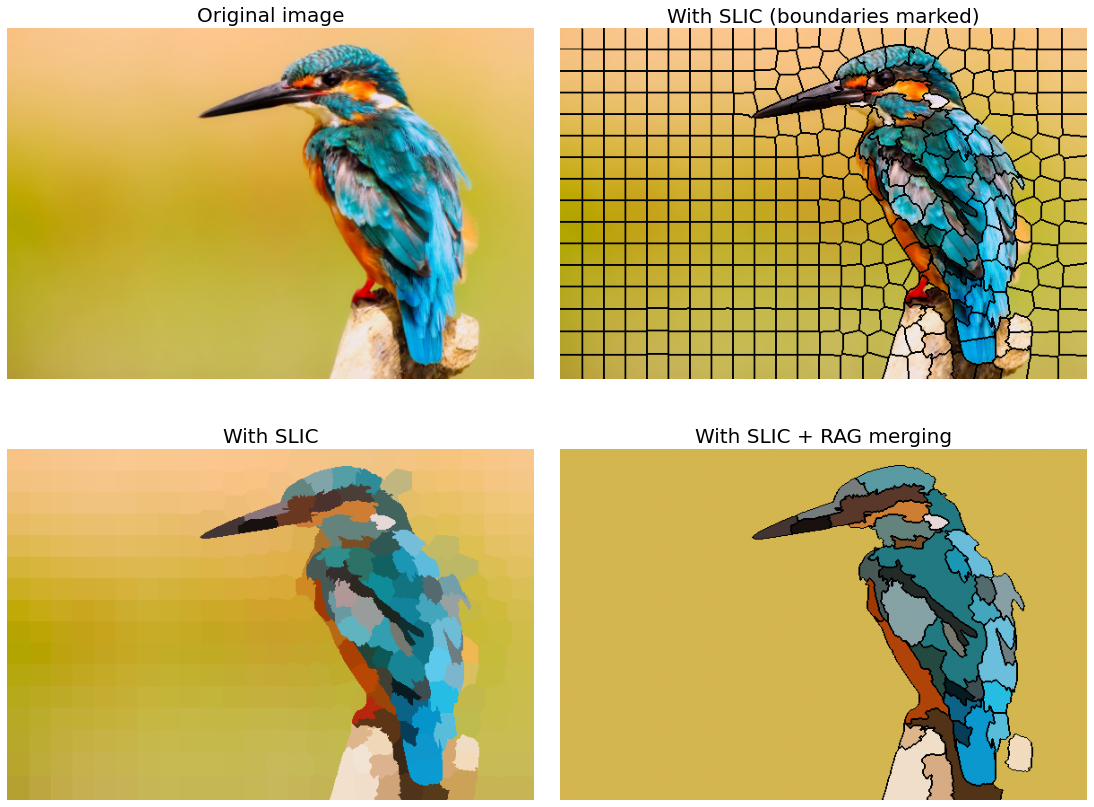 Original image
With SLIC (boundaries marked)
With SLIC
With SLIC + RAG merging